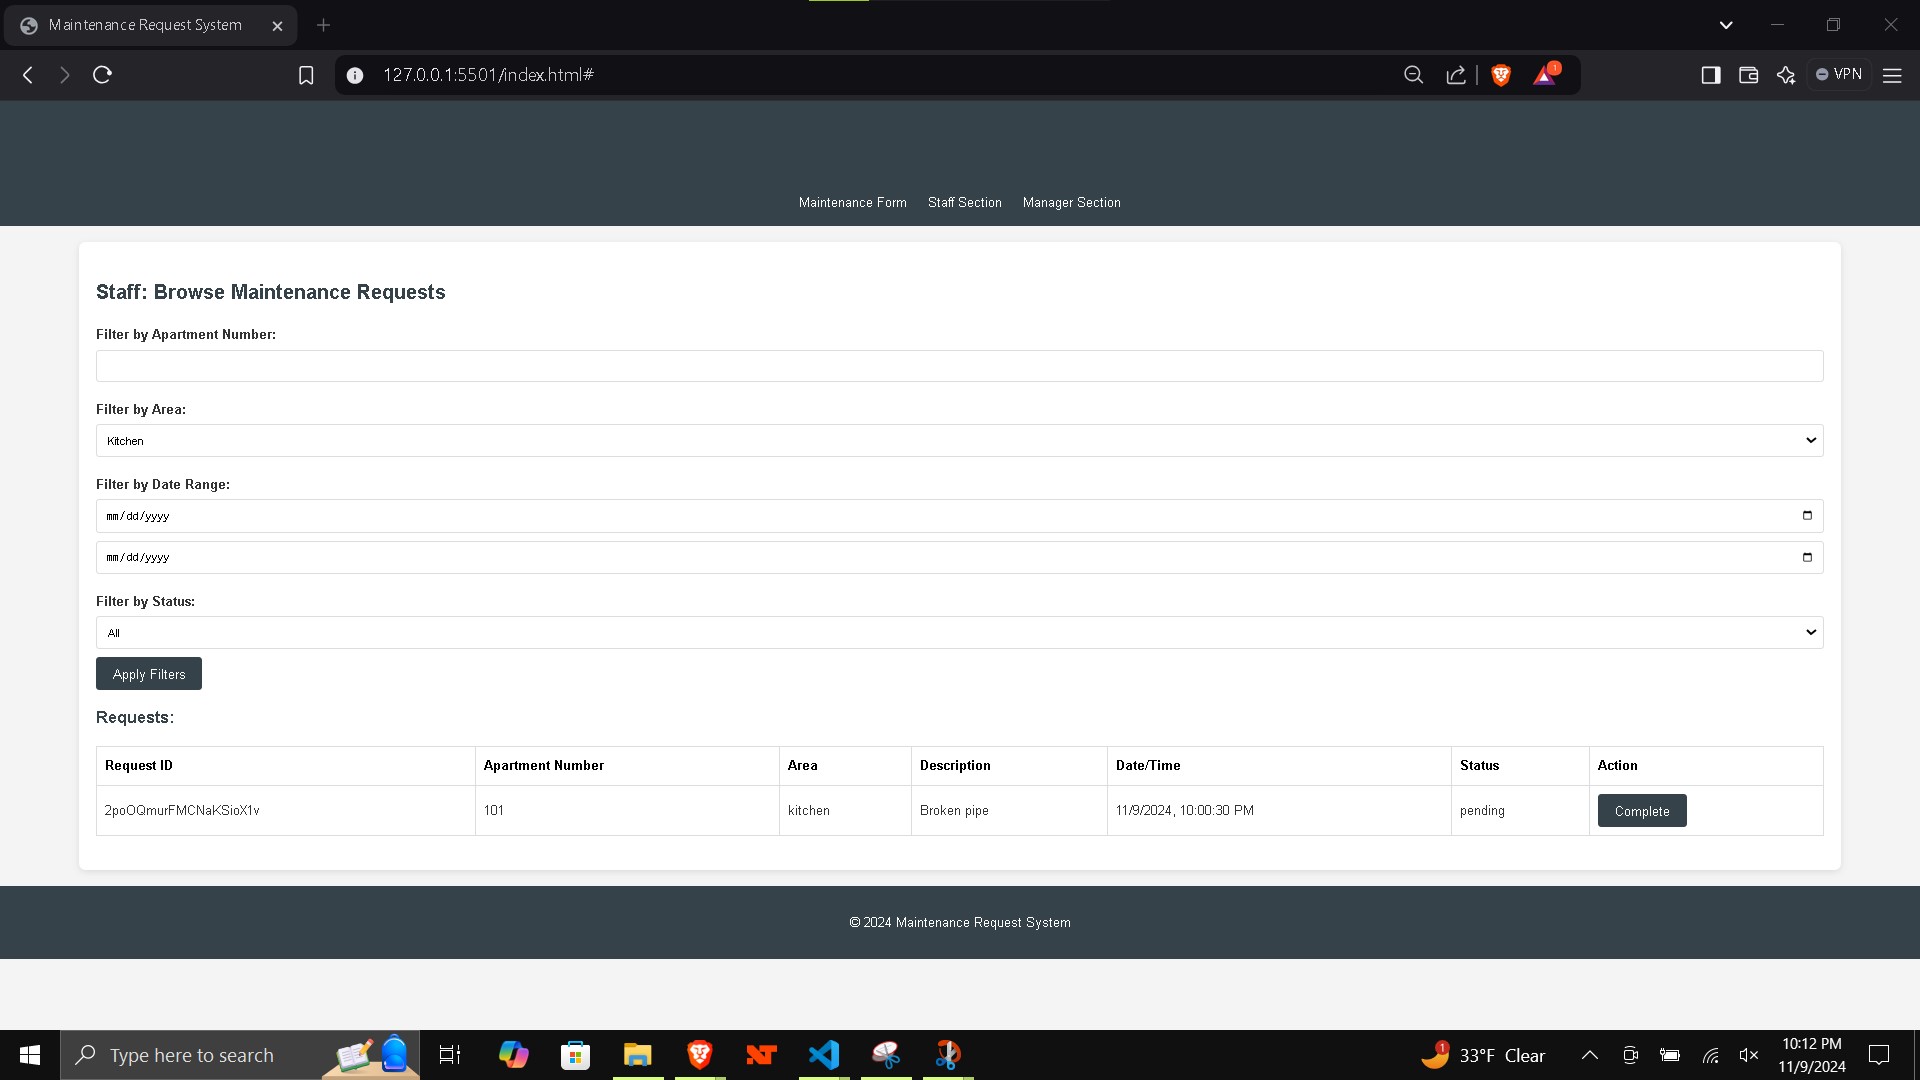 Maintenance Request System
127.0.0.1:5501/index.html#
1
VPN
Maintenance Form Staff Section Manager Section
Staff: Browse Maintenance Requests
Filter by Apartment Number:
Filter by Area:
Kitchen
Filter by Date Range:
mm/dd/yyyy
mm/dd/yyyy
Filter by Status:
All
Apply Filters
Requests:
Request ID Apartment Number Area Description Date/Time Status Action
2poOQmurFMCNaKSioX1v 101 kitchen Broken pipe 11/9/2024, 10:00:30 PM pending Complete
© 2024 Maintenance Request System
Type here to search
NT
1
33°F Clear
10:12 PM
11/9/2024